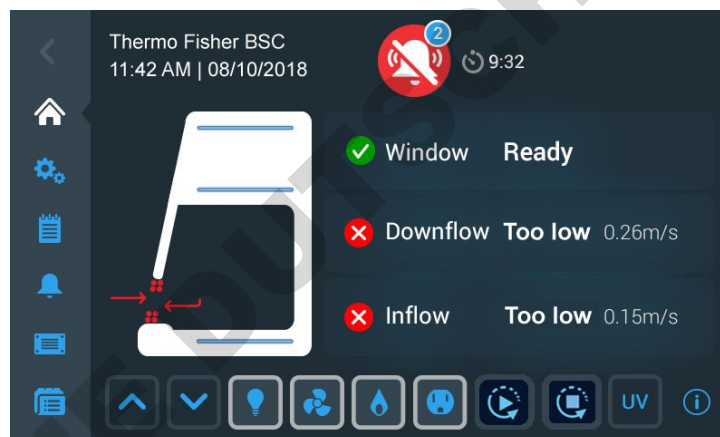 Thermo Fisher BSC
11:42 AM | 08/10/2018
2
9:32
Window Ready
Downflow Too low 0.26m/s
Inflow Too low 0.15m/s
UV